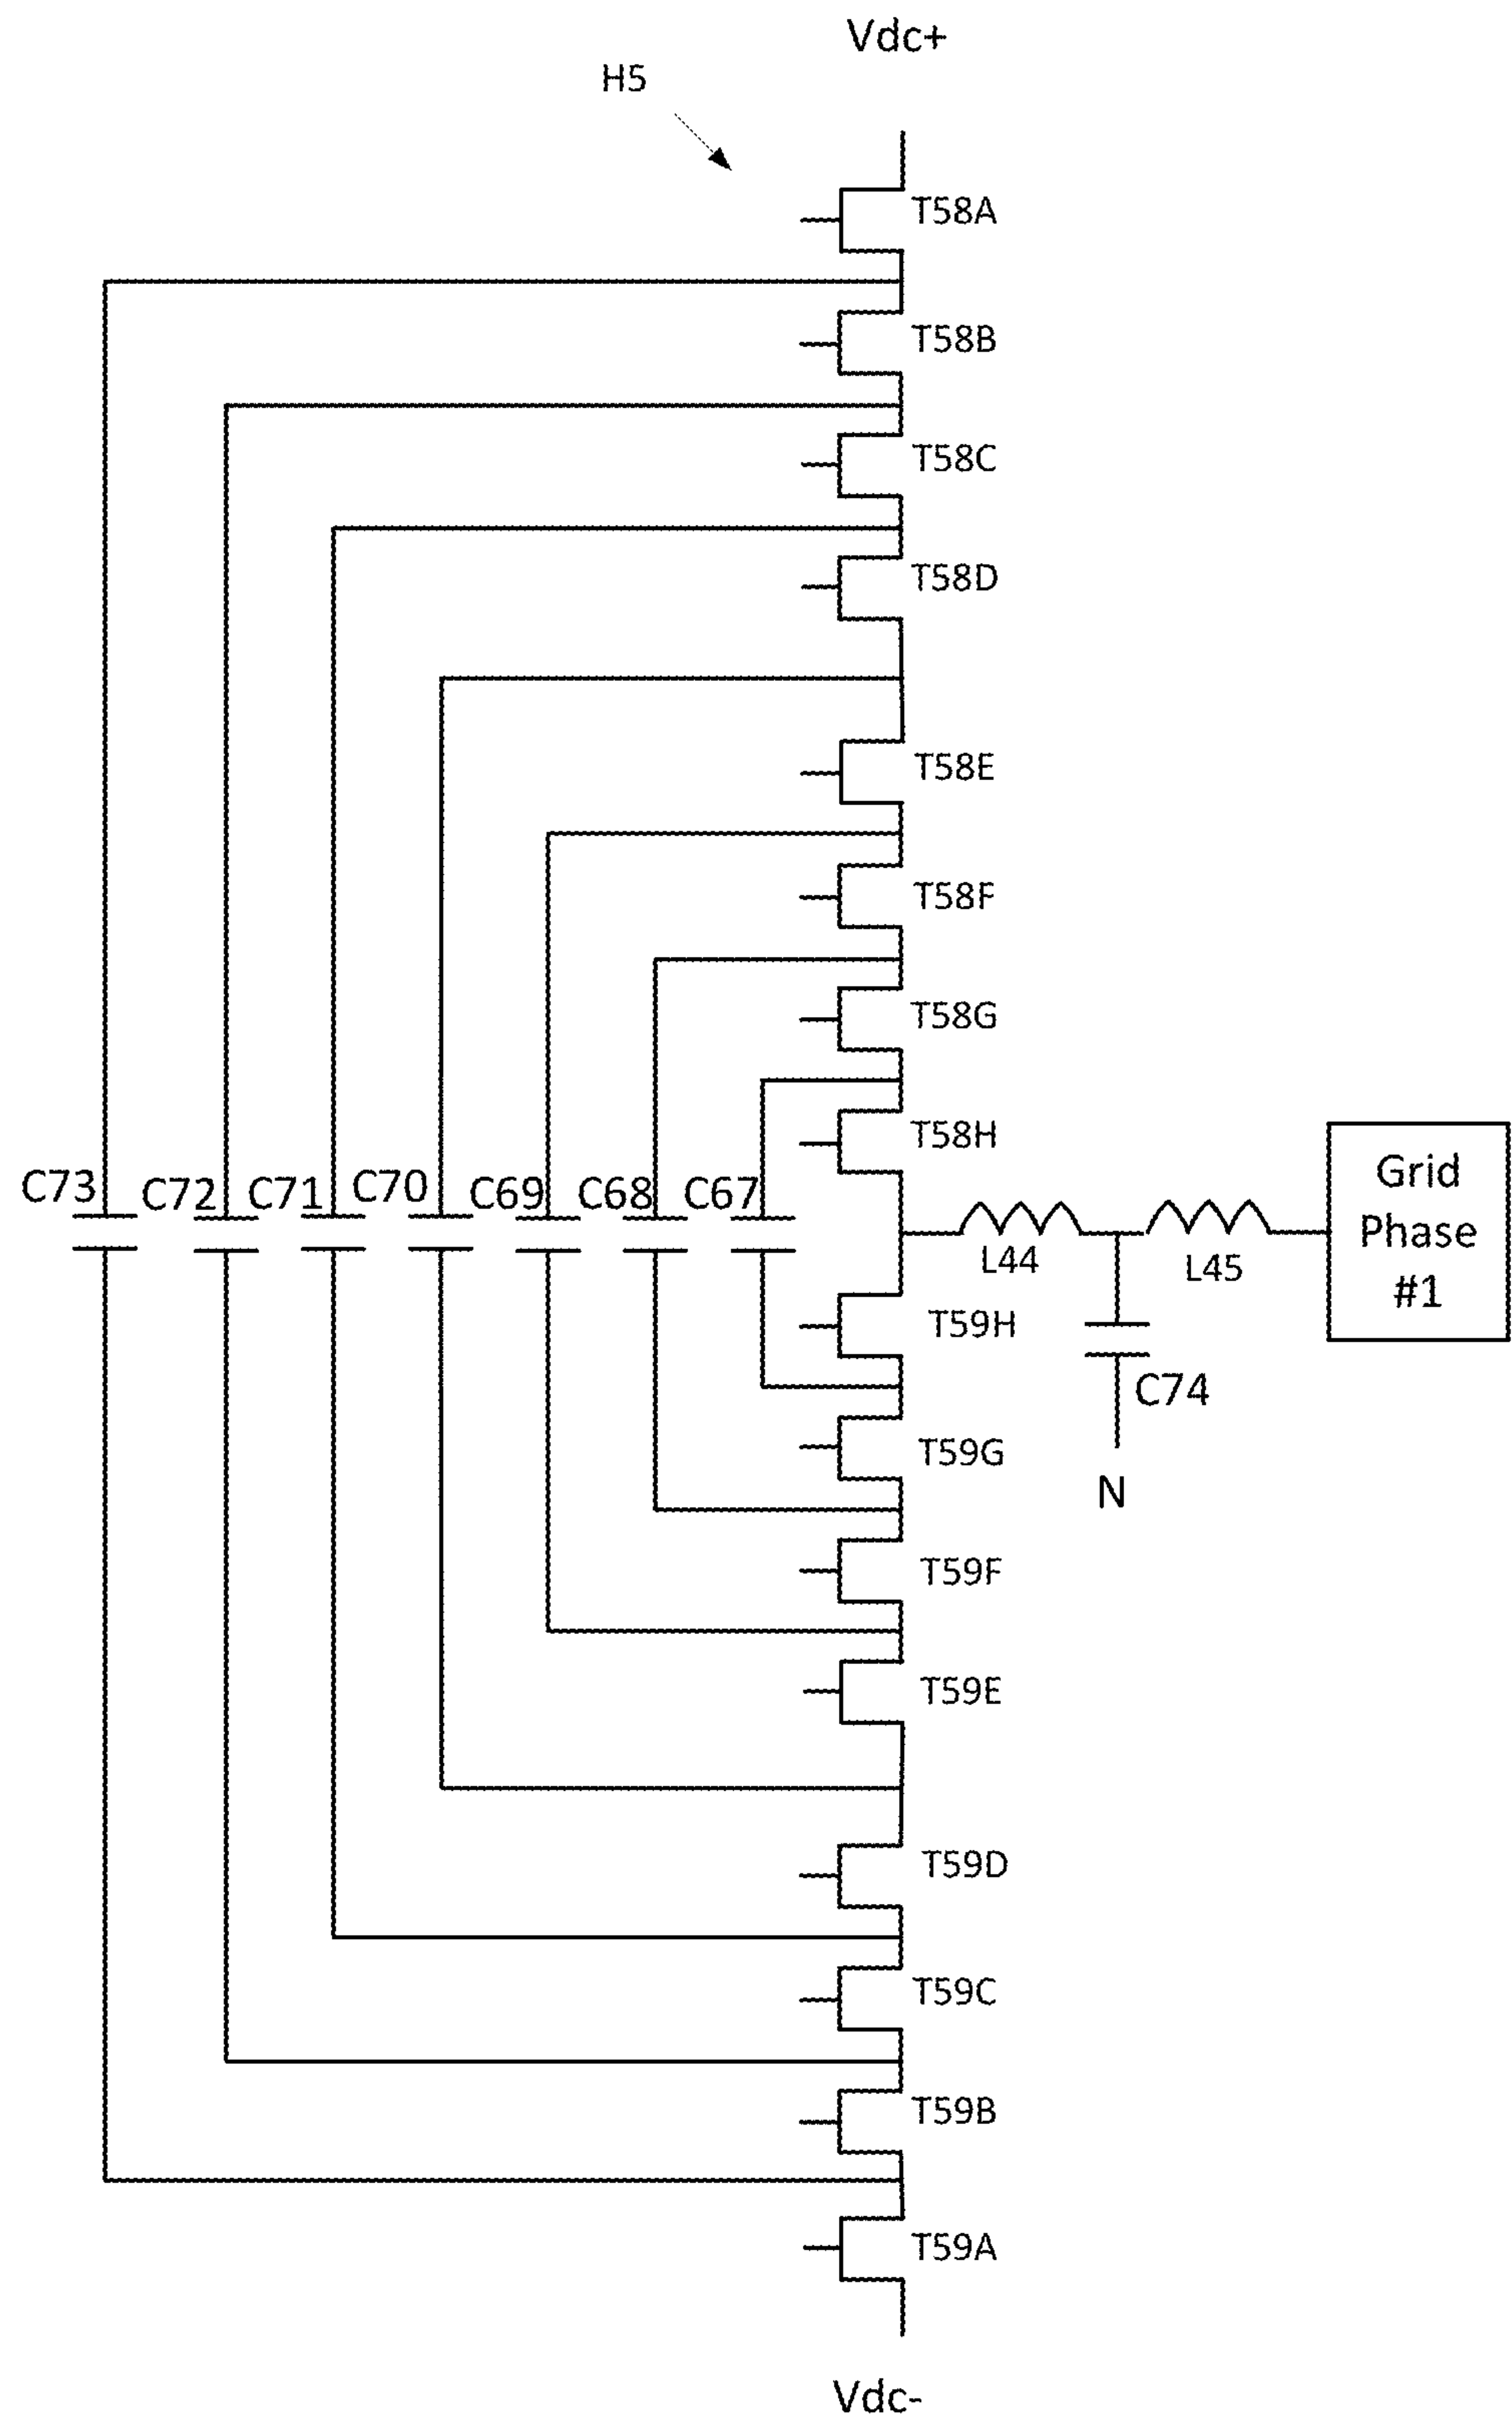 Vdc+
H5
T58A
T58B
T58C
T58D
T58E
T58F
T58G
T58H
C73 C72 C71 C70 C69 C68 C67
L44
L45
Grid
Phase
#1
T59H
C74
T59G
N
T59F
T59E
T59D
T59C
T59B
T59A
Vdc-